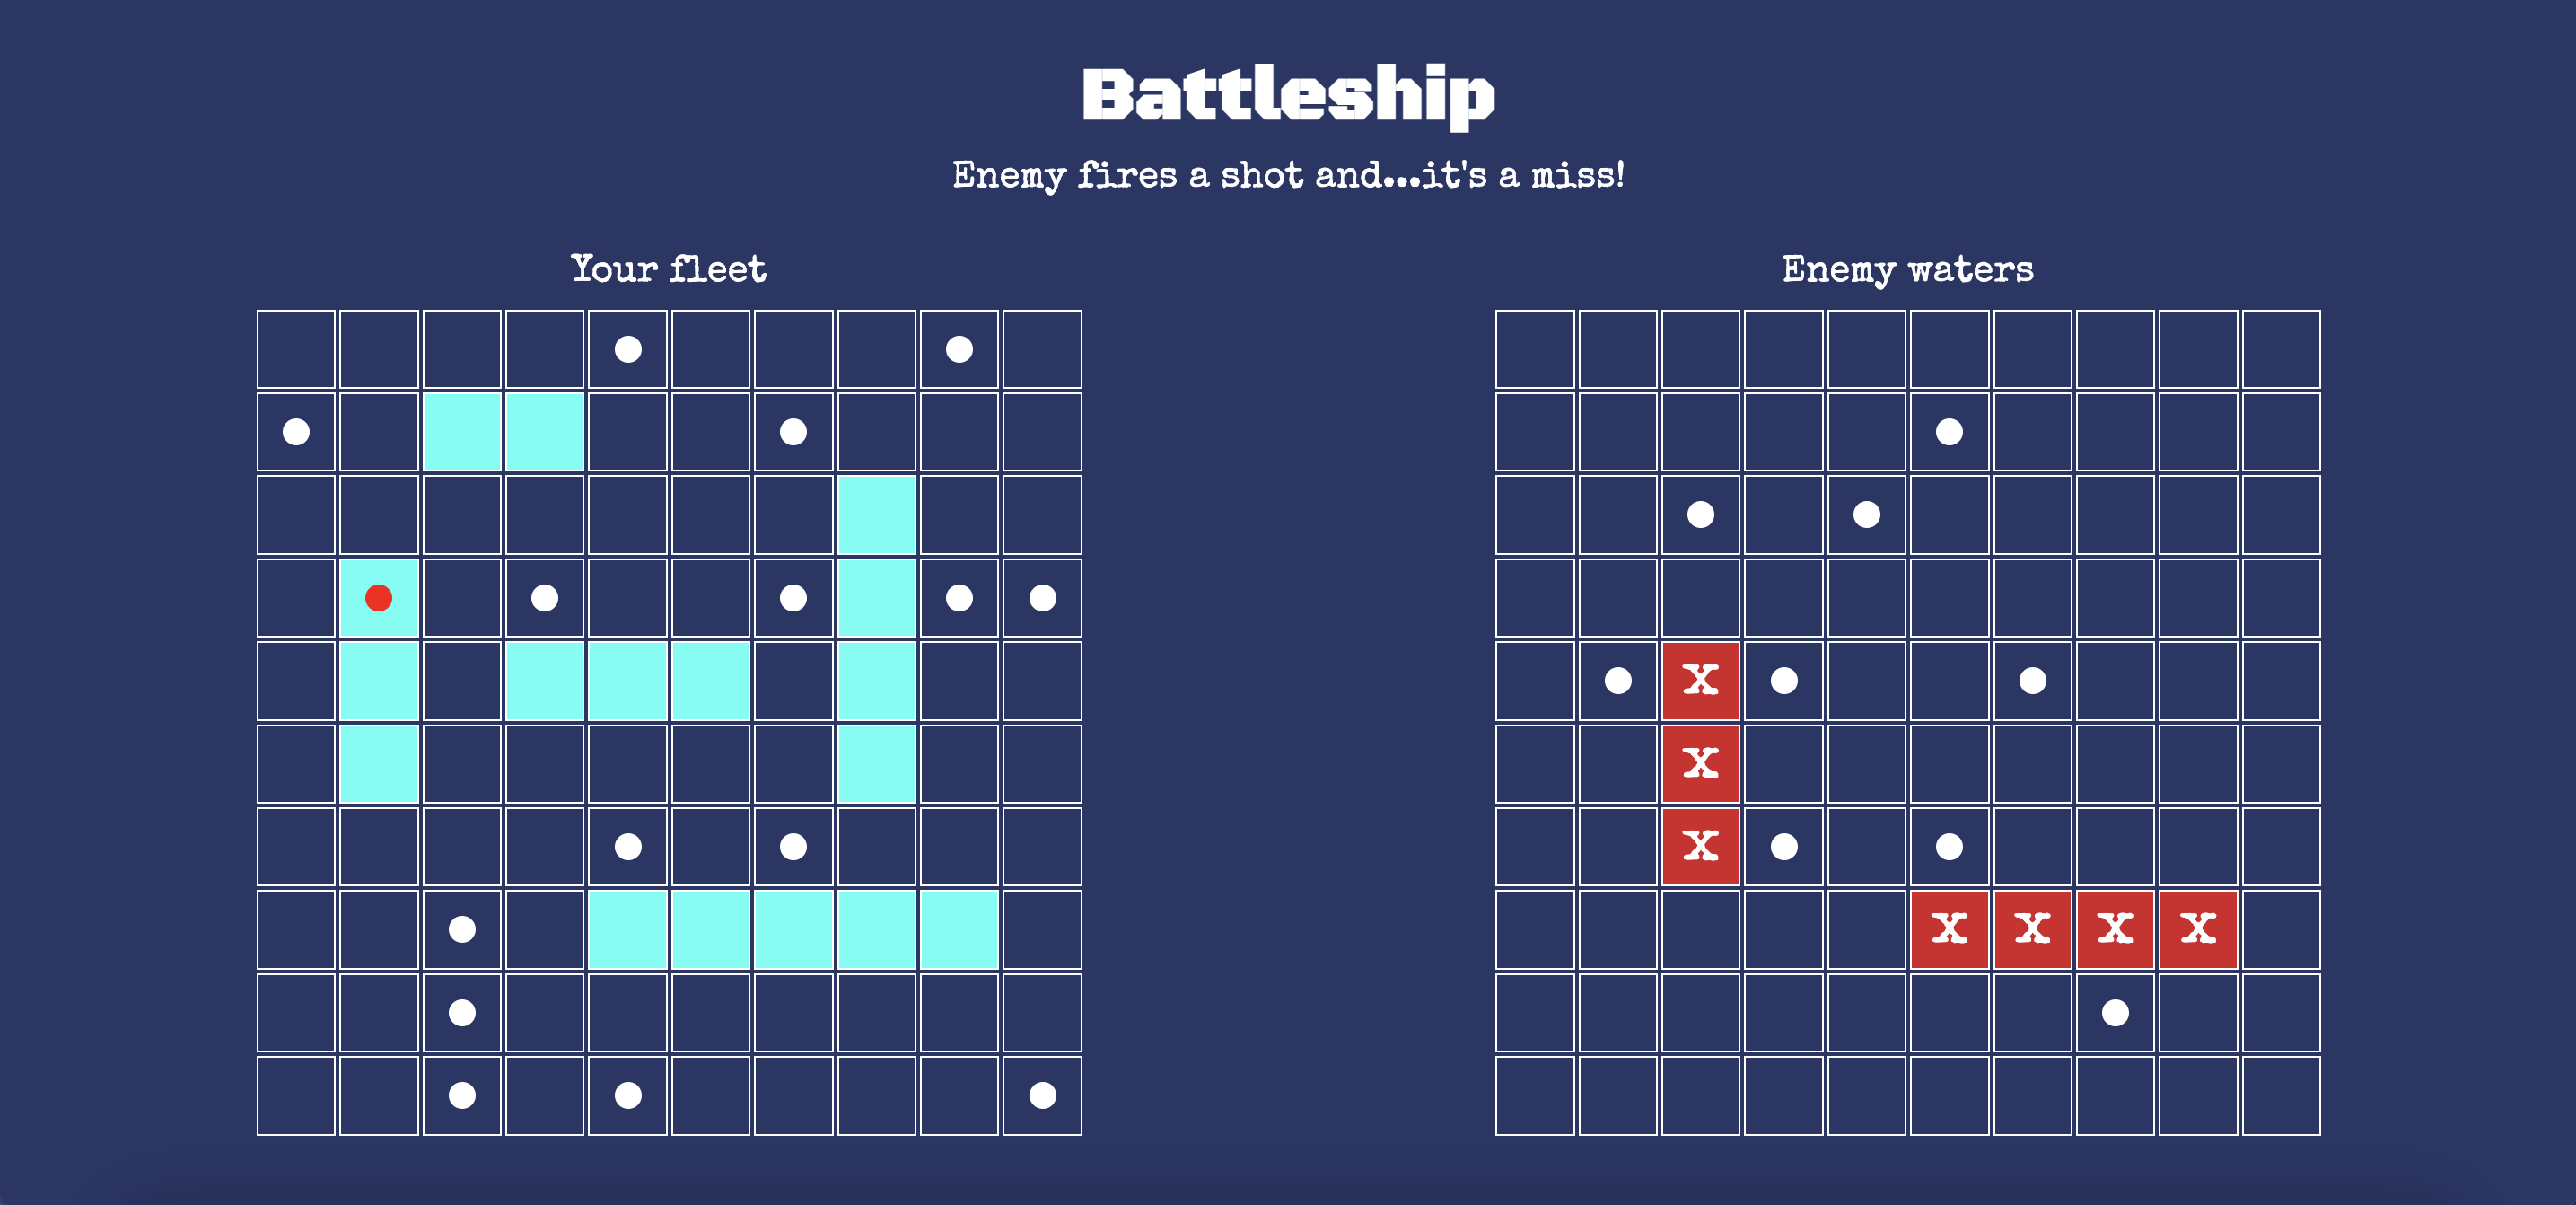 Battleship
Enemy fires a shot and...it's a miss!
Your fleet
Enemy waters
X
X
X
X X X X